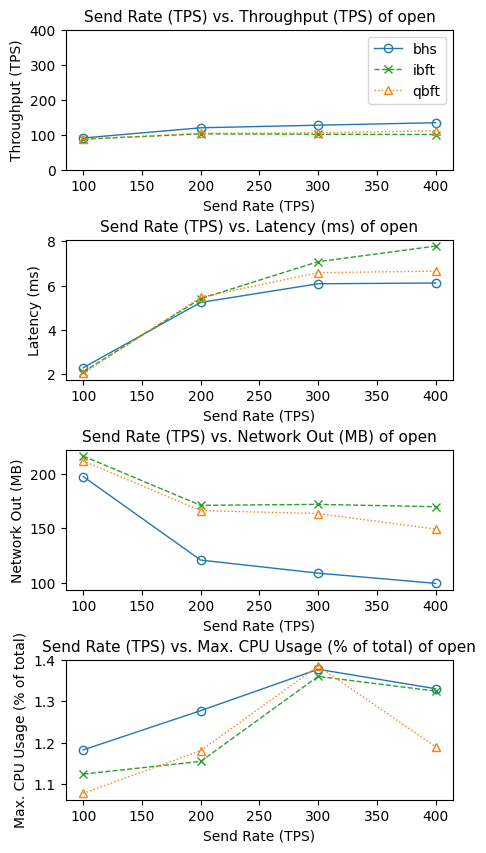 Send Rate (TPS) vs. Throughput (TPS) of open
400
300
200
100
0
Throughput (TPS)
bhs
ibft
qbft
100 150 200 250 300 350 400
Send Rate (TPS)
Send Rate (TPS) vs. Latency (ms) of open
8
6
4
2
Latency (ms)
100 150 200 250 300 350 400
Send Rate (TPS)
Send Rate (TPS) vs. Network Out (MB) of open
200
150
100
Network Out (MB)
100 150 200 250 300 350 400
Send Rate (TPS)
Send Rate (TPS) vs. Max. CPU Usage (% of total) of open
1.4
1.3
1.2
1.1
Max. CPU Usage (% of total)
100 150 200 250 300 350 400
Send Rate (TPS)